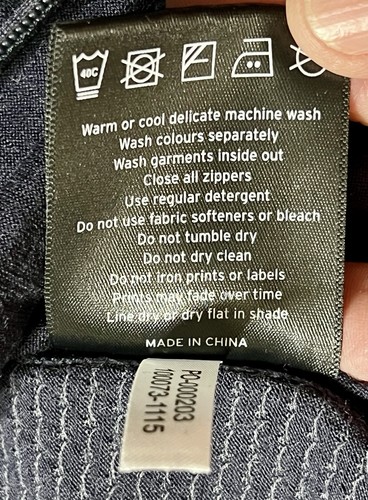 40C
Warm or cool delicate machine wash
Wash colours separately
Wash garments inside out
Close all zippers
Use regular detergent
Do not use fabric softeners or bleach
Do not tumble dry
Do not dry clean
Do not iron prints or labels
Prints may fade over time
Line dry or dry flat in shade
MADE IN CHINA
PO4000203
100073-1115